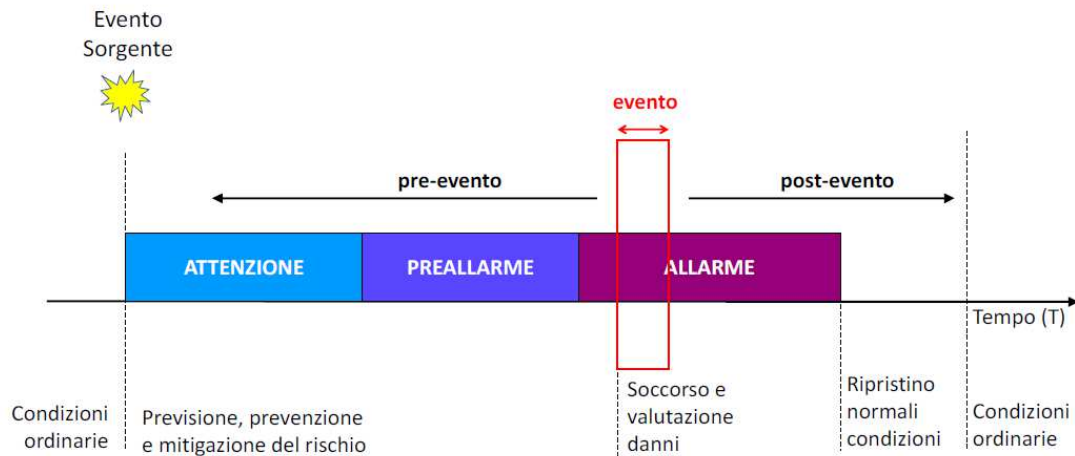 Evento
Sorgente
evento
pre-evento
post-evento
ATTENZIONE
PREALLARME
ALLARME
Tempo (T)
Condizioni
ordinarie
Previsione, prevenzione
e mitigazione del rischio
Soccorso e
valutazione
danni
Ripristino
normali
condizioni
Condizioni
ordinarie